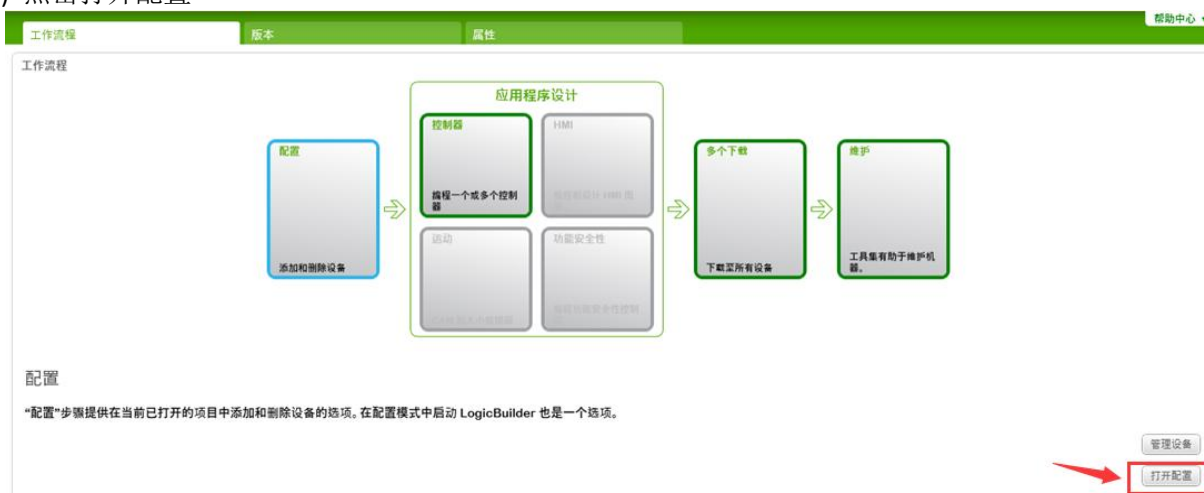 ) 点击打开配置
帮助中心
工作流程
版本
属性
工作流程
应用程序设计
配置
添加和删除设备
控制器
编程一个或多个控制
器
HMI
运动
功能安全性
多个下载
下载至所有设备
维护
工具集有助于维护机
器。
配置
“配置”步骤提供在当前已打开的项目中添加和删除设备的选项。在配置模式中启动 LogicBuilder 也是一个选项。
管理设备
打开配置